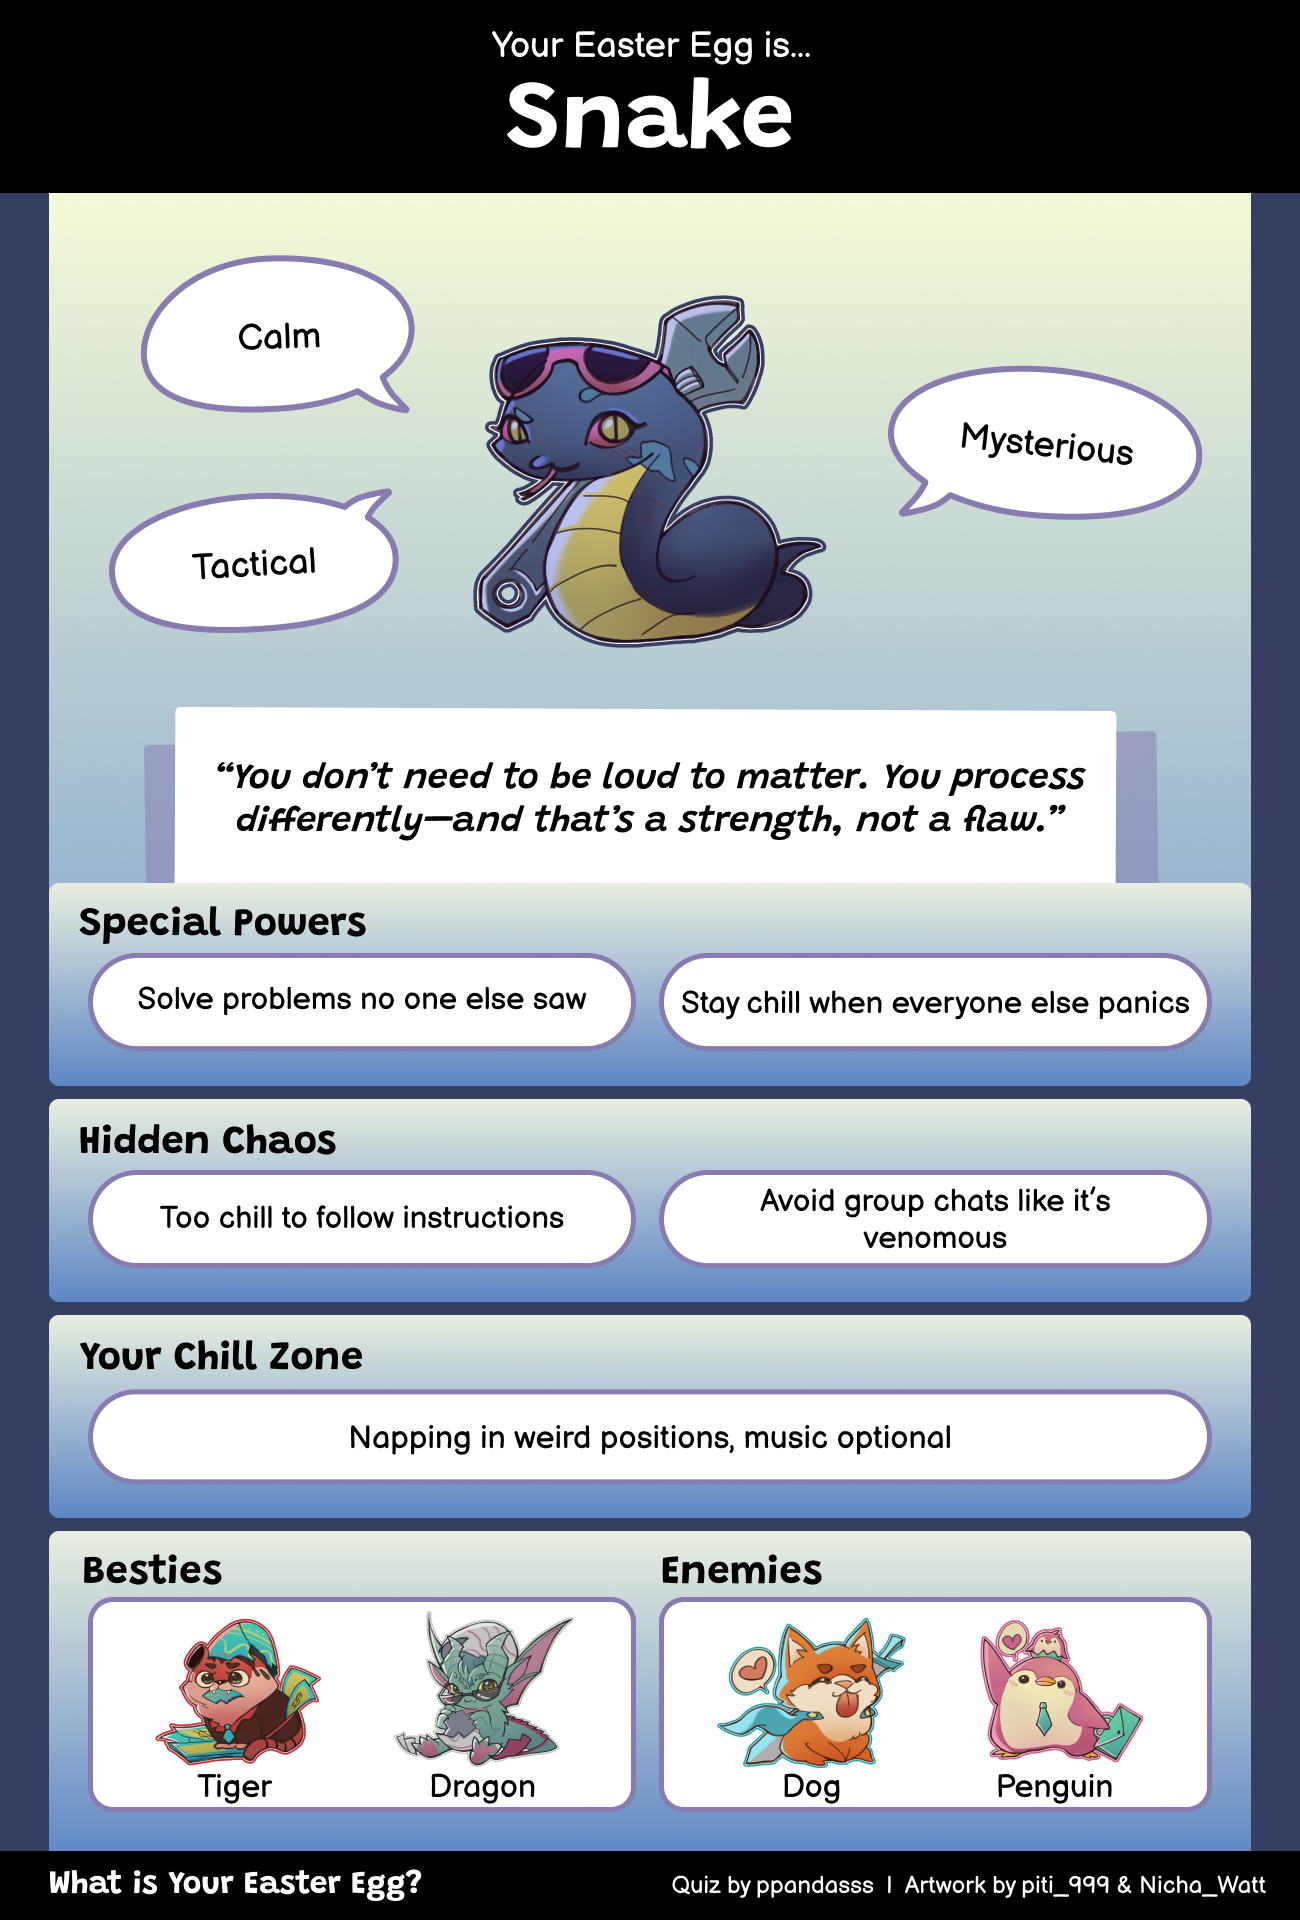 Your Easter Egg is...
Snake
Calm
Mysterious
Tactical
“You don’t need to be loud to matter. You process
differently—and that’s a strength, not a flaw.”
Special Powers
Solve problems no one else saw
Stay chill when everyone else panics
Hidden Chaos
Too chill to follow instructions
Avoid group chats like it’s
venomous
Your Chill Zone
Napping in weird positions, music optional
Besties
Enemies
Tiger
Dragon
Dog
Penguin
What is Your Easter Egg?
Quiz by ppandasss | Artwork by piti_999 & Nicha_Watt